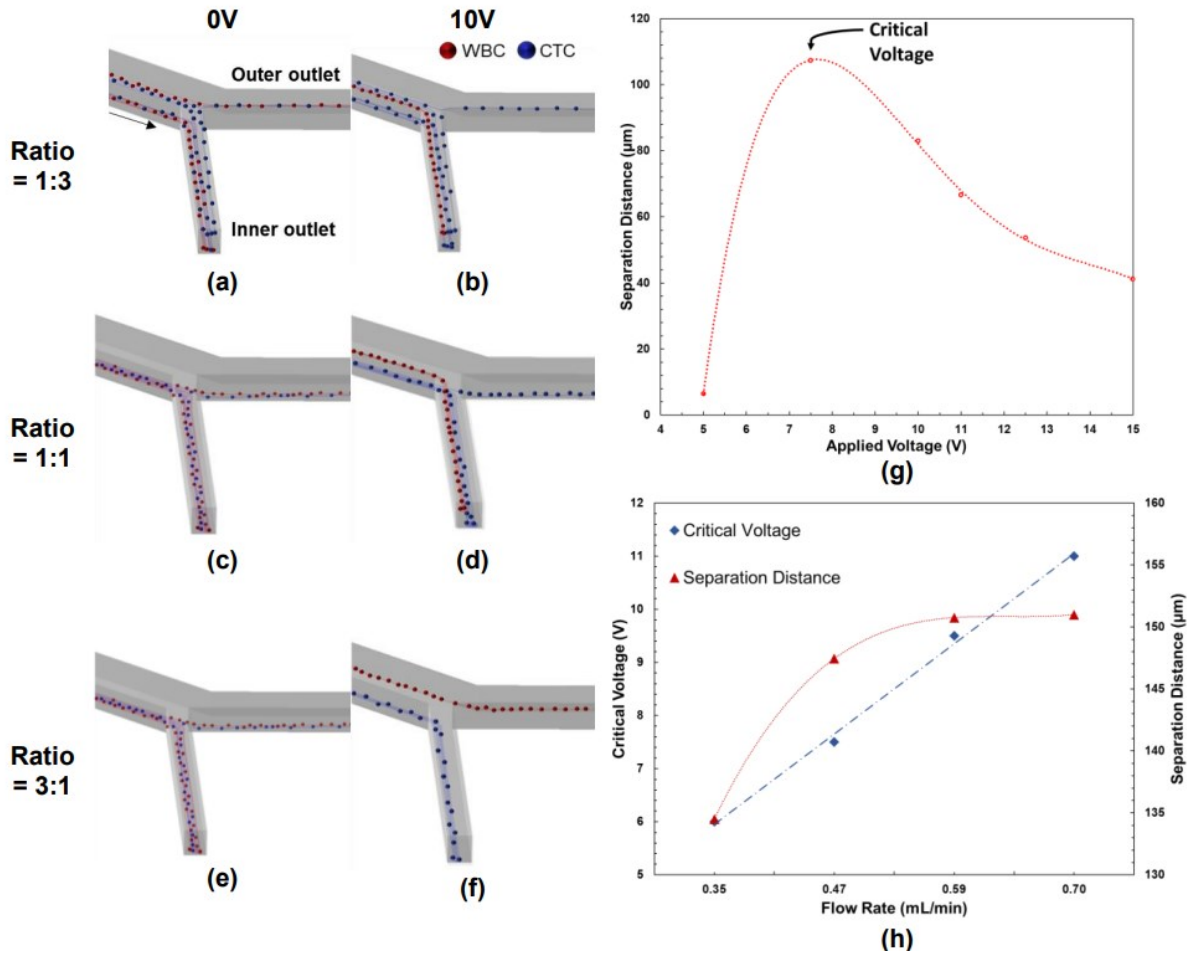 0V
10V
WBC
CTC
Outer outlet
Ratio
= 1:3
Inner outlet
(a)
(b)
Ratio
= 1:1
(c)
(d)
Ratio
= 3:1
(e)
(f)
Critical
Voltage
120
100
80
60
40
20
0
Separation Distance (µm)
4 5 6 7 8 9 10 11 12 13 14 15
Applied Voltage (V)
(g)
Critical Voltage
Separation Distance
12
11
10
9
8
7
6
5
Critical Voltage (V)
160
155
150
145
140
135
130
Separation Distance (µm)
0.35 0.47 0.59 0.70
Flow Rate (mL/min)
(h)